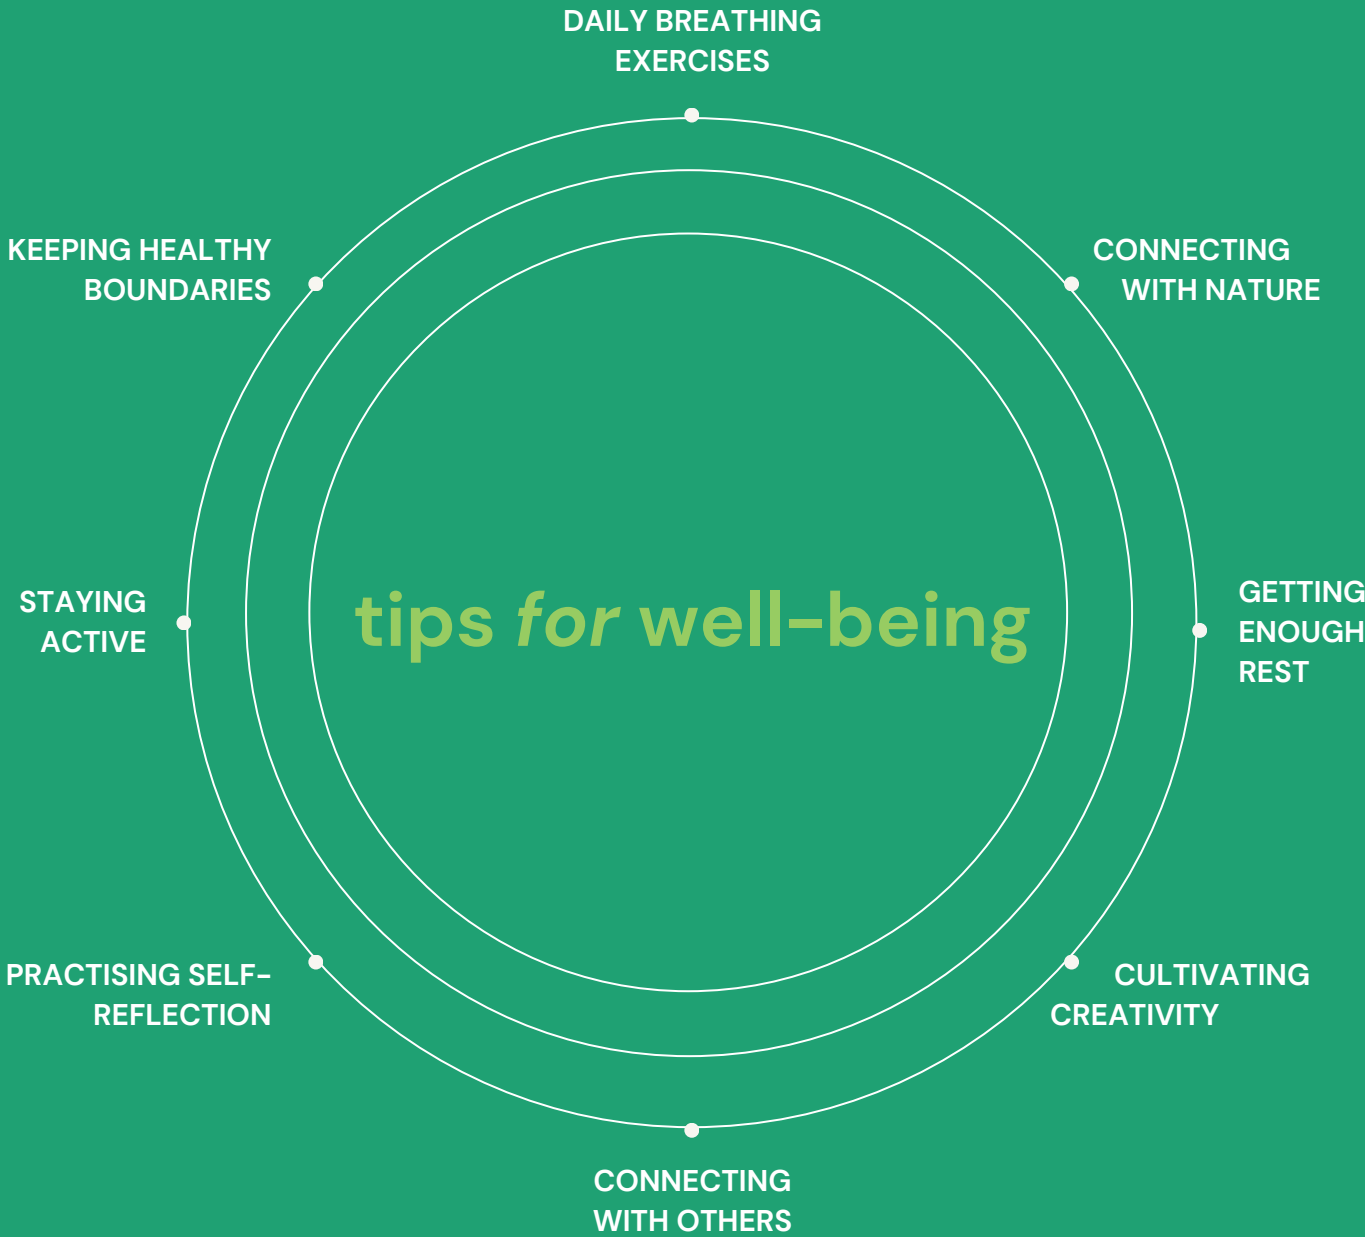 DAILY BREATHING
EXERCISES
KEEPING HEALTHY
BOUNDARIES
CONNECTING
WITH NATURE
STAYING
ACTIVE
tips for well-being
GETTING
ENOUGH
REST
PRACTISING SELF-
REFLECTION
CULTIVATING
CREATIVITY
CONNECTING
WITH OTHERS